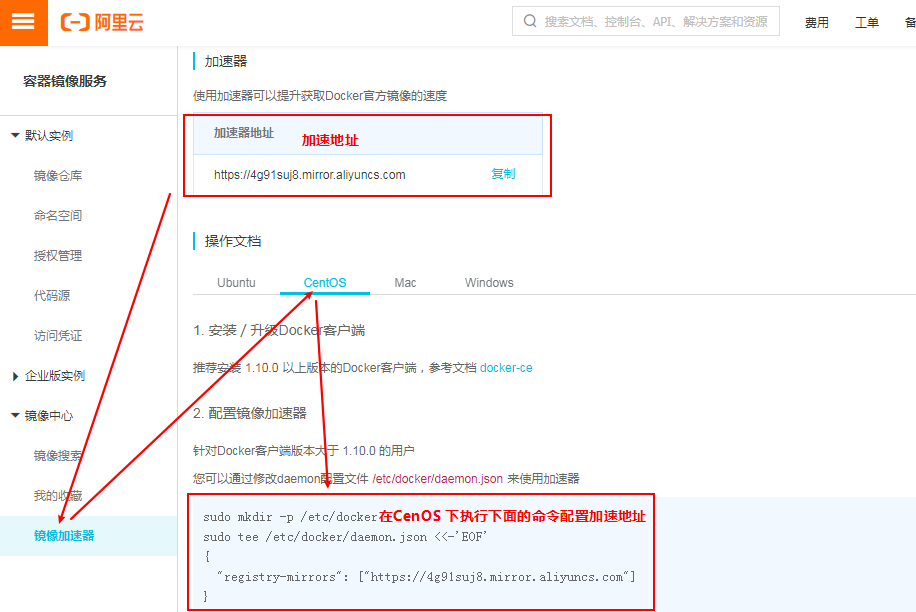 阿里云
搜索文档、控制台、API、解决方案和资源
费用
工单
备
容器镜像服务
默认实例
镜像仓库
命名空间
授权管理
代码源
访问凭证
企业版实例
镜像中心
镜像搜索
我的收藏
镜像加速器
加速器
使用加速器可以提升获取Docker官方镜像的速度
加速器地址
加速地址
https://4g91suj8.mirror.aliyuncs.com
复制
操作文档
Ubuntu
CentOS
Mac
Windows
1. 安装 / 升级Docker客户端
推荐安装 1.10.0 以上版本的Docker客户端，参考文档 docker-ce
2. 配置镜像加速器
针对Docker客户端版本大于 1.10.0 的用户
您可以通过修改daemon配置文件 /etc/docker/daemon.json 来使用加速器
sudo mkdir -p /etc/docker
在CenOS 下执行下面的命令配置加速地址
sudo tee /etc/docker/daemon.json <<-'EOF'
{
"registry-mirrors": ["https://4g91suj8.mirror.aliyuncs.com"]
}